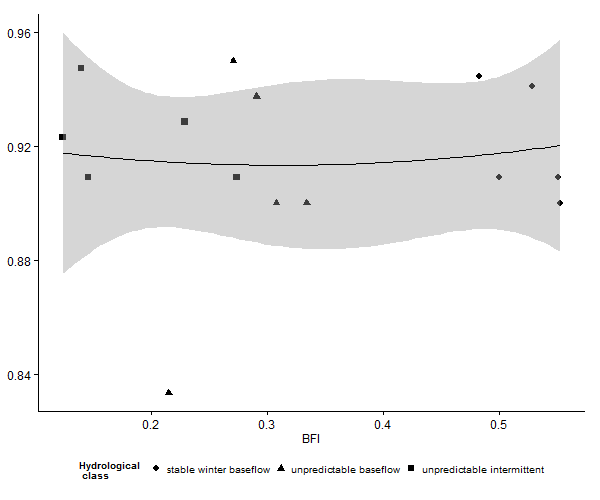 0.96
0.92
0.88
0.84
0.2 0.3 0.4 0.5
BFI
Hydrological
class
stable winter baseflow unpredictable baseflow unpredictable intermittent